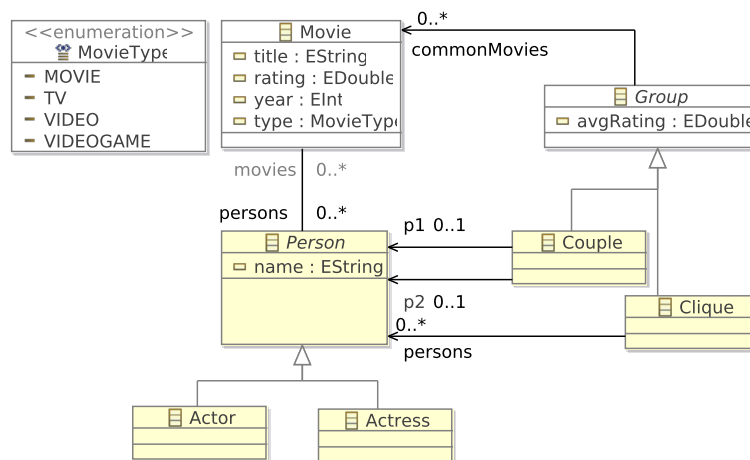 <<enumeration>>
MovieType
MOVIE
TV
VIDEO
VIDEOGAME
Movie
title : EString
rating : EDouble
year : EInt
type : MovieType
0..*
commonMovies
Group
avgRating : EDouble
movies 0..*
persons 0..*
Person
name : EString
p1 0..1
p2 0..1
Couple
0..*
persons
Clique
Actor
Actress